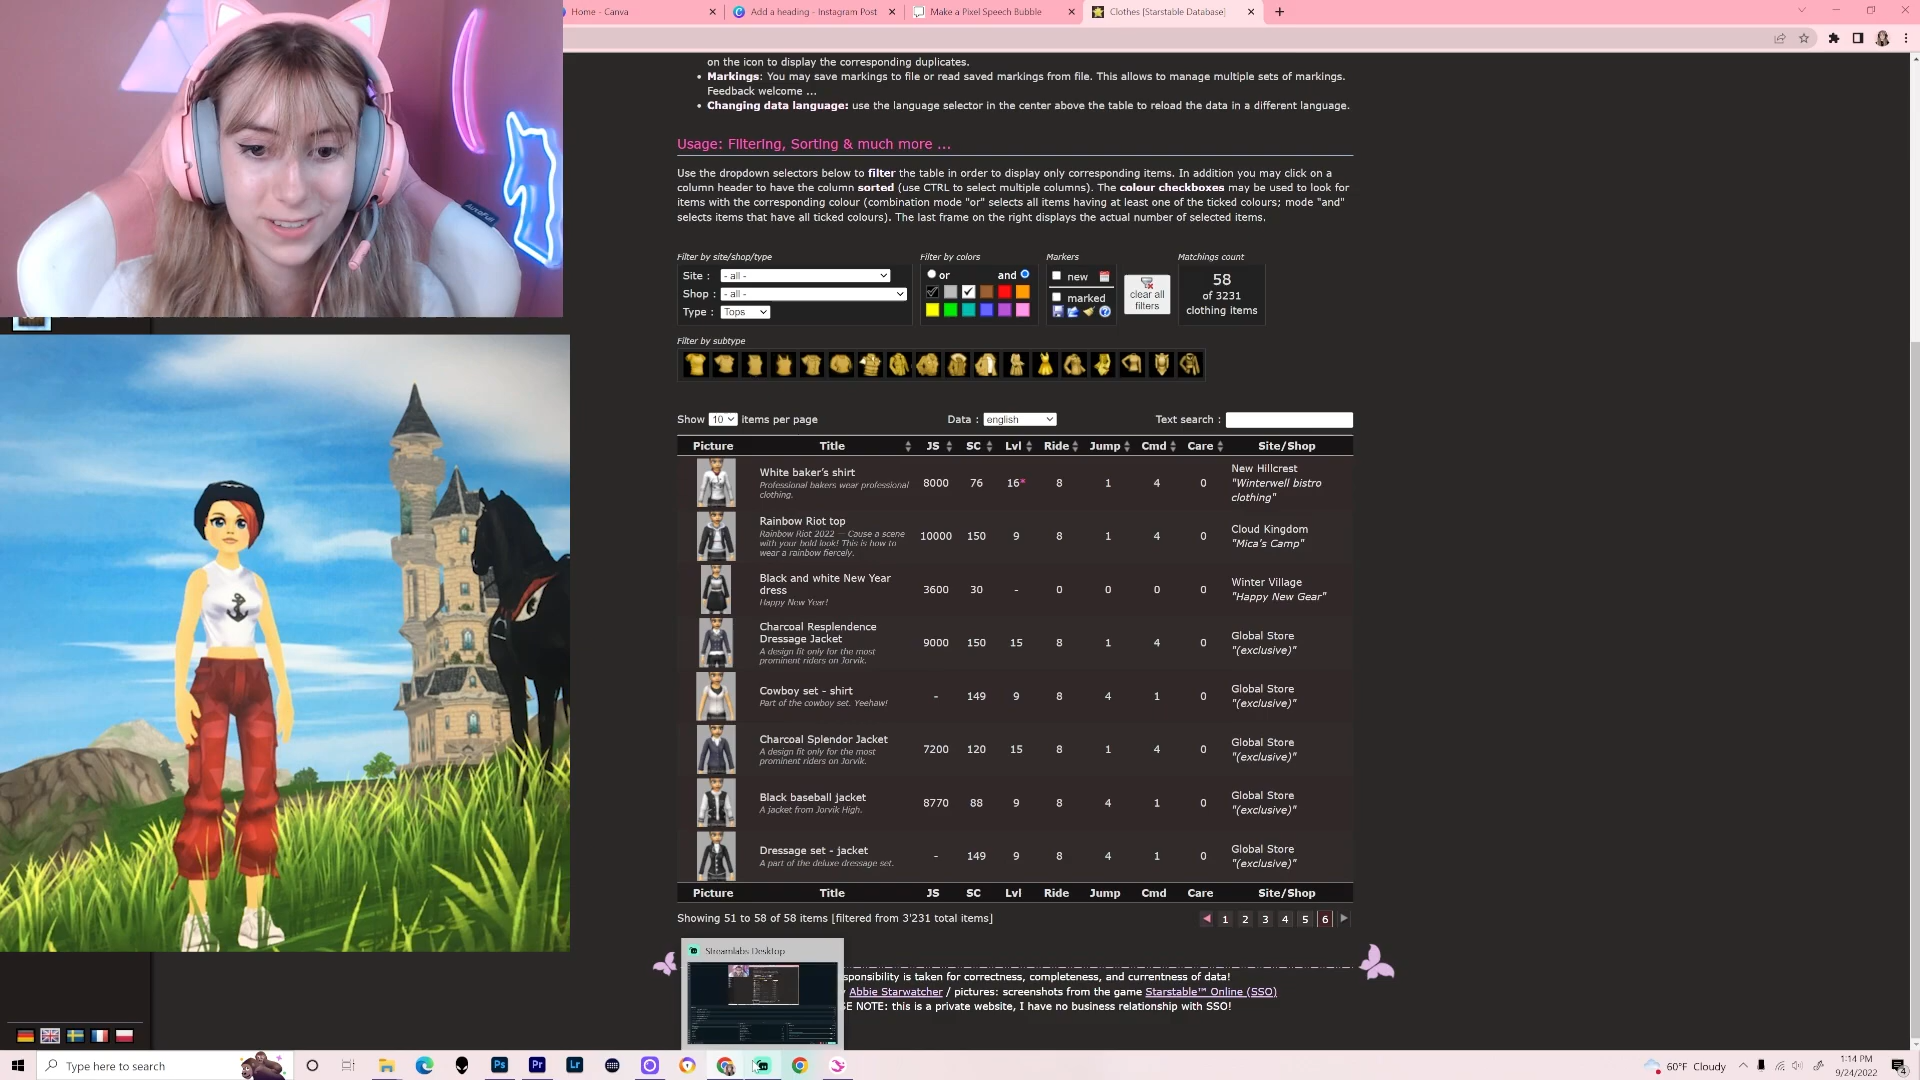 Home - Canva
Add a heading - Instagram Post
Make a Pixel Speech Bubble
Clothes [Starstable Database]
on the icon to display the corresponding duplicates.
• Markings: You may save markings to file or read saved markings from file. This allows to manage multiple sets of markings.
Feedback welcome ...
• Changing data language: use the language selector in the center above the table to reload the data in a different language.
Usage: Filtering, Sorting & much more ...
Use the dropdown selectors below to filter the table in order to display only corresponding items. In addition you may click on a
column header to have the column sorted (use CTRL to select multiple columns). The colour checkboxes may be used to look for
items with the corresponding colour (combination mode "or" selects all items having at least one of the ticked colours; mode "and"
selects items that have all ticked colours). The last frame on the right displays the actual number of selected items.
Filter by site/shop/type
Filter by colors
Markers
Matchings count
Site : - all -
or and
new
Shop : - all -
marked
Type : Tops
clear all
filters
58
of 3231
clothing items
Filter by subtype
Show 10 items per page
Data : english
Text search :
Picture Title JS SC Lvl Ride Jump Cmd Care Site/Shop
White baker's shirt
Professional bakers wear professional
clothing.
8000 76 16* 8 1 4 0
New Hillcrest
"Winterwell bistro
clothing"
Rainbow Riot top
Rainbow Riot 2022 — Cause a scene
with your bold look! This is how to
wear a rainbow fiercely.
10000 150 9 8 1 4 0
Cloud Kingdom
"Mica's Camp"
Black and white New Year
dress
Happy New Year!
3600 30 - 0 0 0 0
Winter Village
"Happy New Gear"
Charcoal Resplendence
Dressage Jacket
A design fit only for the most
prominent riders on Jorvik.
9000 150 15 8 1 4 0
Global Store
"(exclusive)"
Cowboy set - shirt
Part of the cowboy set. Yeehaw!
- 149 9 8 4 1 0
Global Store
"(exclusive)"
Charcoal Splendor Jacket
A design fit only for the most
prominent riders on Jorvik.
7200 120 15 8 1 4 0
Global Store
"(exclusive)"
Black baseball jacket
A jacket from Jorvik High.
8770 88 9 8 4 1 0
Global Store
"(exclusive)"
Dressage set - jacket
A part of the deluxe dressage set.
- 149 9 8 4 1 0
Global Store
"(exclusive)"
Picture Title JS SC Lvl Ride Jump Cmd Care Site/Shop
Showing 51 to 58 of 58 items [filtered from 3'231 total items]
1 2 3 4 5 6
Streamlabs Desktop
sponsibility is taken for correctness, completeness, and currentness of data!
Abbie Starwatcher / pictures: screenshots from the game Starstable™ Online (SSO)
SE NOTE: this is a private website, I have no business relationship with SSO!
Type here to search
Ps
Pr
Lr
60°F Cloudy
1:14 PM
9/24/2022
4